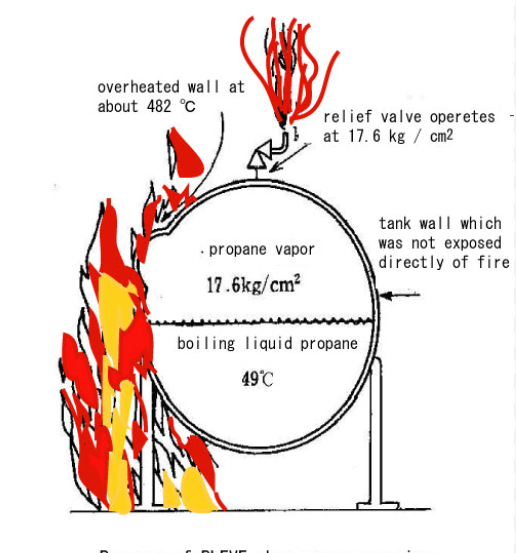 overheated wall at
about 482 ℃
relief valve operetes
at 17.6 kg / cm2
tank wall which
was not exposed
directly of fire
. propane vapor
17.6kg/cm²
boiling liquid propane
49℃